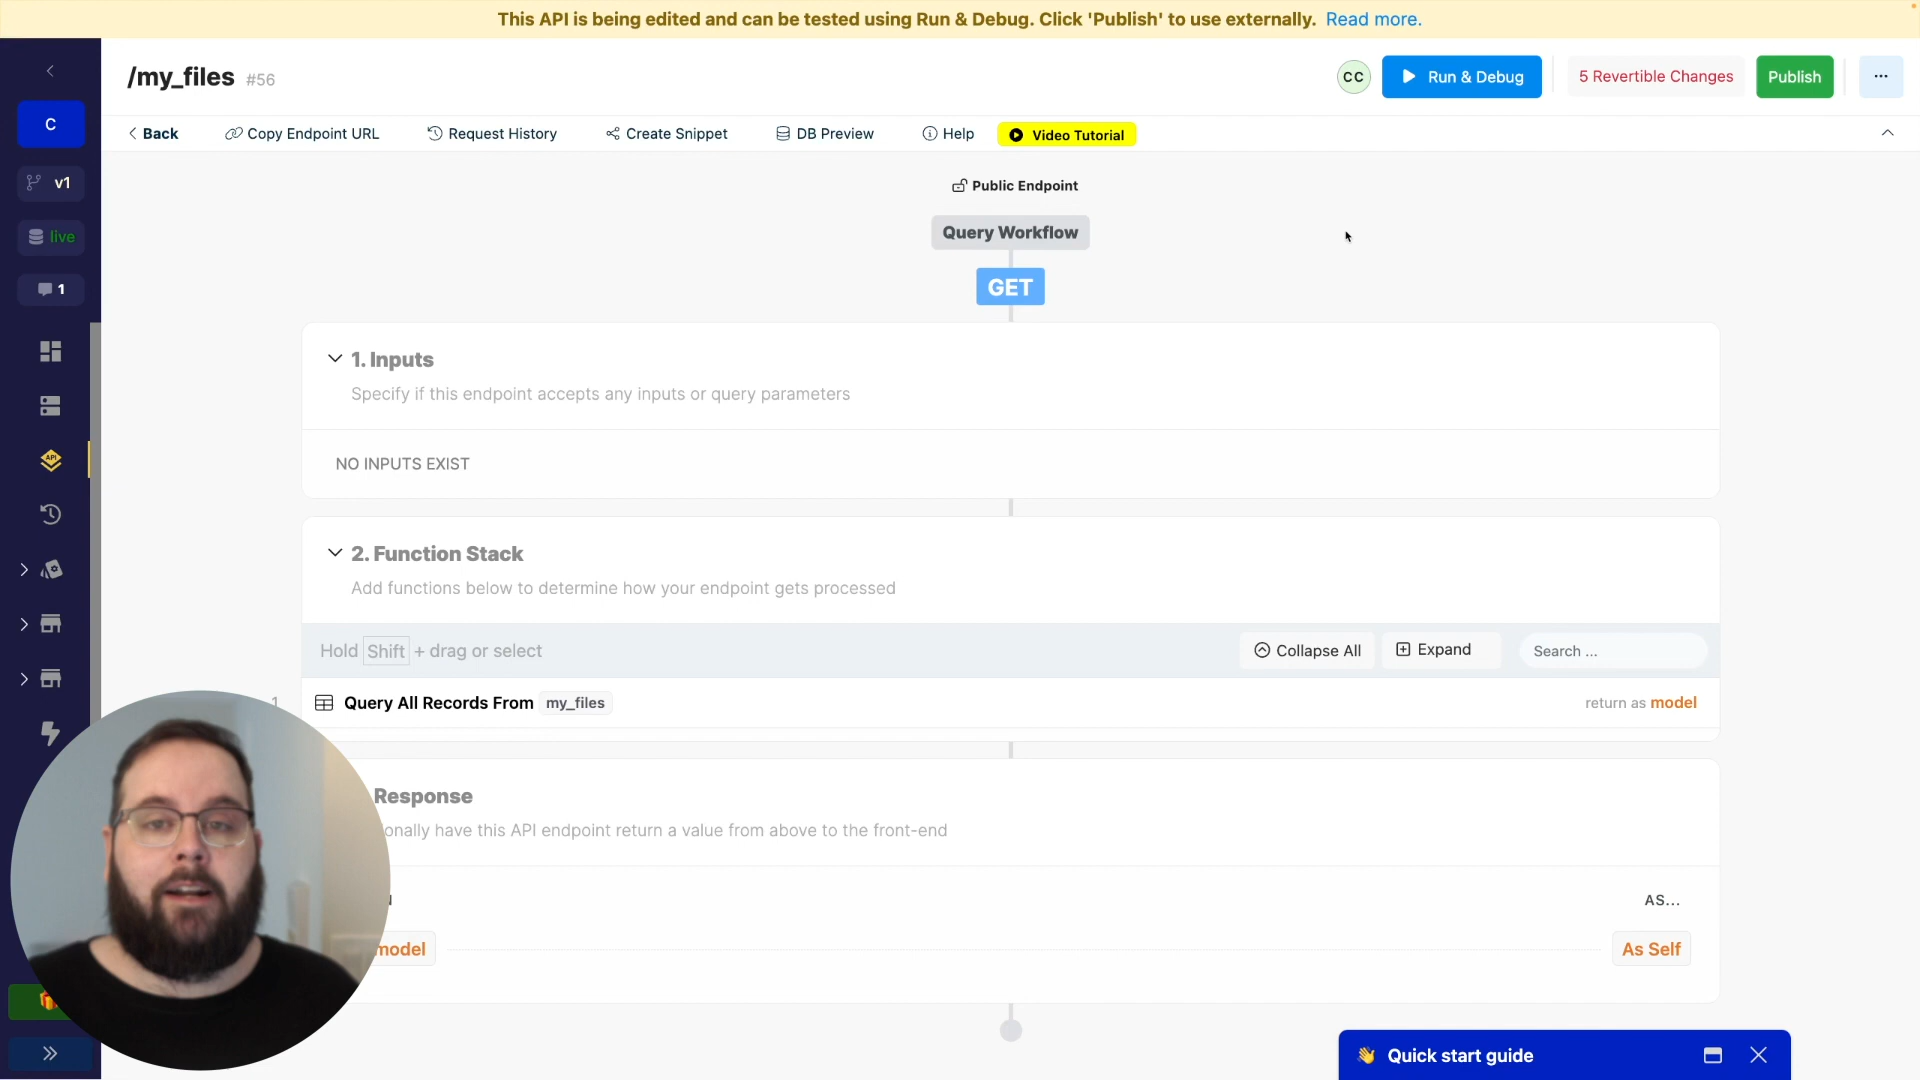 This API is being edited and can be tested using Run & Debug. Click 'Publish' to use externally. Read more.
/my_files #56
CC
Run & Debug
5 Revertible Changes
Publish
...
C
Back
Copy Endpoint URL
Request History
Create Snippet
DB Preview
Help
Video Tutorial
v1
Public Endpoint
Query Workflow
live
GET
1
1. Inputs
Specify if this endpoint accepts any inputs or query parameters
API
NO INPUTS EXIST
2. Function Stack
Add functions below to determine how your endpoint gets processed
Hold Shift + drag or select
Collapse All
Expand
Search ...
1
Query All Records From my_files
return as model
Response
onally have this API endpoint return a value from above to the front-end
AS...
model
As Self
Quick start guide